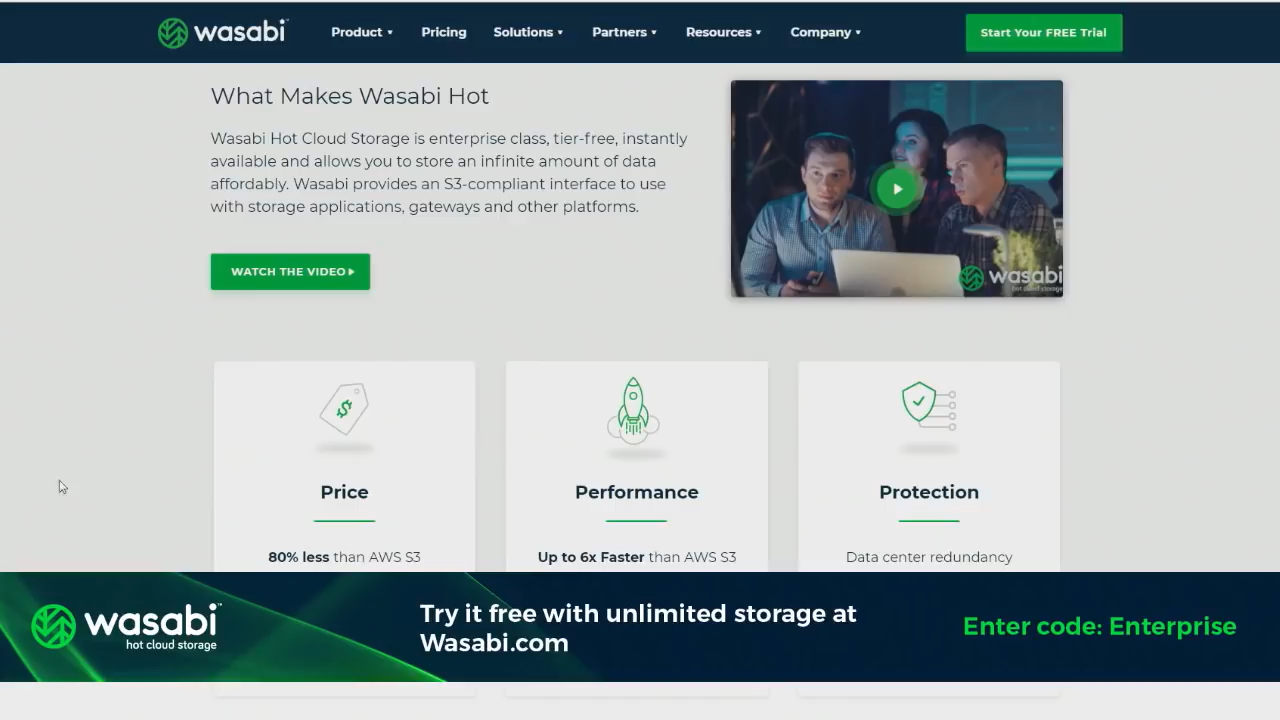 wasabi
Product
Pricing
Solutions
Partners
Resources
Company
Start Your FREE Trial
What Makes Wasabi Hot
Wasabi Hot Cloud Storage is enterprise class, tier-free, instantly
available and allows you to store an infinite amount of data
affordably. Wasabi provides an S3-compliant interface to use
with storage applications, gateways and other platforms.
WATCH THE VIDEO
wasabi
hot cloud storage
Price
80% less than AWS S3
Performance
Up to 6x Faster than AWS S3
Protection
Data center redundancy
wasabi™
hot cloud storage
Try it free with unlimited storage at
Wasabi.com
Enter code: Enterprise